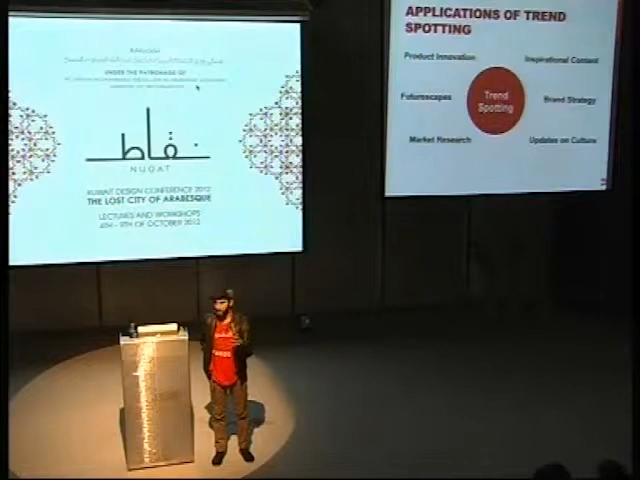 UNDER THE PATRONAGE OF
نقاط
NUQAT
KUWAIT DESIGN CONFERENCE 2012
THE LOST CITY OF ARABESQUE
LECTURES AND WORKSHOPS
6TH - 9TH OF OCTOBER 2012
APPLICATIONS OF TREND
SPOTTING
Product Innovation
Inspirational Content
Futurescapes
Trend
Spotting
Brand Strategy
Market Research
Updates on Culture